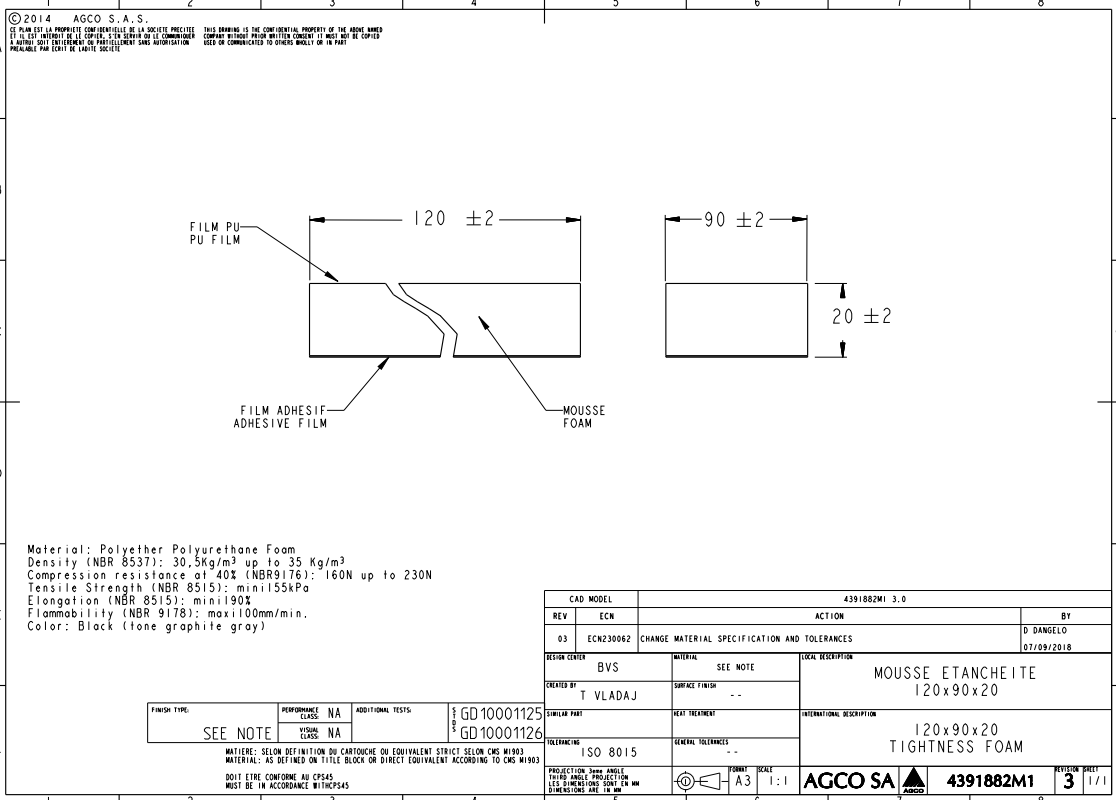 2 3 4 5 6 7 8
©2014 AGCO S.A.S.
CE PLAN EST LA PROPRIETE CONFIDENTIELLE DE LA SOCIETE PRECITEE
ET IL EST INTERDIT DE LE COPIER, S'EN SERVIR OU LE COMMUNIQUER
A AUTRUI SOIT ENTIEREMENT OU PARTIELLEMENT SANS AUTORISATION
PREALABLE PAR ECRIT DE LADITE SOCIETE
THIS DRAWING IS THE CONFIDENTIAL PROPERTY OF THE ABOVE NAMED
COMPANY WITHOUT PRIOR WRITTEN CONSENT IT MUST NOT BE COPIED
USED OR COMMUNICATED TO OTHERS WHOLLY OR IN PART
120 ±2
90 ±2
20 ±2
FILM PU
PU FILM
FILM ADHESIF
ADHESIVE FILM
MOUSSE
FOAM
Material: Polyether Polyurethane Foam
Density (NBR 8537): 30,5Kg/m³ up to 35 Kg/m³
Compression resistance at 40% (NBR9176): 160N up to 230N
Tensile Strength (NBR 8515): mini155kPa
Elongation (NBR 8515): mini190%
Flammability (NBR 9178): maxi100mm/min.
Color: Black (tone graphite gray)
CAD MODEL 4391882M1 3.0
REV ECN ACTION BY
03 ECN230062 CHANGE MATERIAL SPECIFICATION AND TOLERANCES D DANGELO
07/09/2018
DESIGN CENTER BVS
MATERIAL SEE NOTE
LOCAL DESCRIPTION
MOUSSE ETANCHEITE
120x90x20
CREATED BY T VLADAJ
SURFACE FINISH --
SIMILAR PART
HEAT TREATMENT
INTERNATIONAL DESCRIPTION
120x90x20
TIGHTNESS FOAM
TOLERANCING ISO 8015
GENERAL TOLERANCES --
FINISH TYPE: SEE NOTE
PERFORMANCE CLASS: NA
VISUAL CLASS: NA
ADDITIONAL TESTS:
STDS
GD10001125
GD10001126
MATIERE: SELON DEFINITION DU CARTOUCHE OU EQUIVALENT STRICT SELON CMS M1903
MATERIAL: AS DEFINED ON TITLE BLOCK OR DIRECT EQUIVALENT ACCORDING TO CMS M1903
DOIT ETRE CONFORME AU CPS45
MUST BE IN ACCORDANCE WITHCPS45
PROJECTION 3eme ANGLE
THIRD ANGLE PROJECTION
LES DIMENSIONS SONT EN MM
DIMENSIONS ARE IN MM
FORMAT A3
SCALE 1:1
AGCO SA
AGCO
4391882M1
REVISION 3
SHEET 1/1